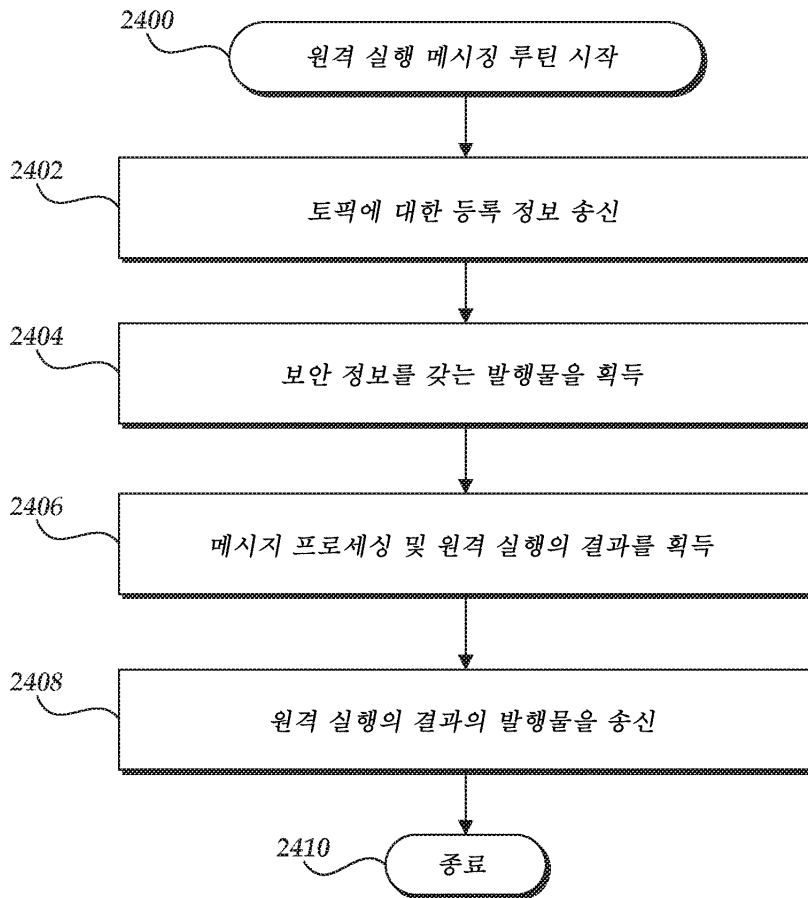 2400
원격 실행 메시징 루틴 시작
2402
토픽에 대한 등록 정보 송신
2404
보안 정보를 갖는 발행물을 획득
2406
메시지 프로세싱 및 원격 실행의 결과를 획득
2408
원격 실행의 결과의 발행물을 송신
2410
종료